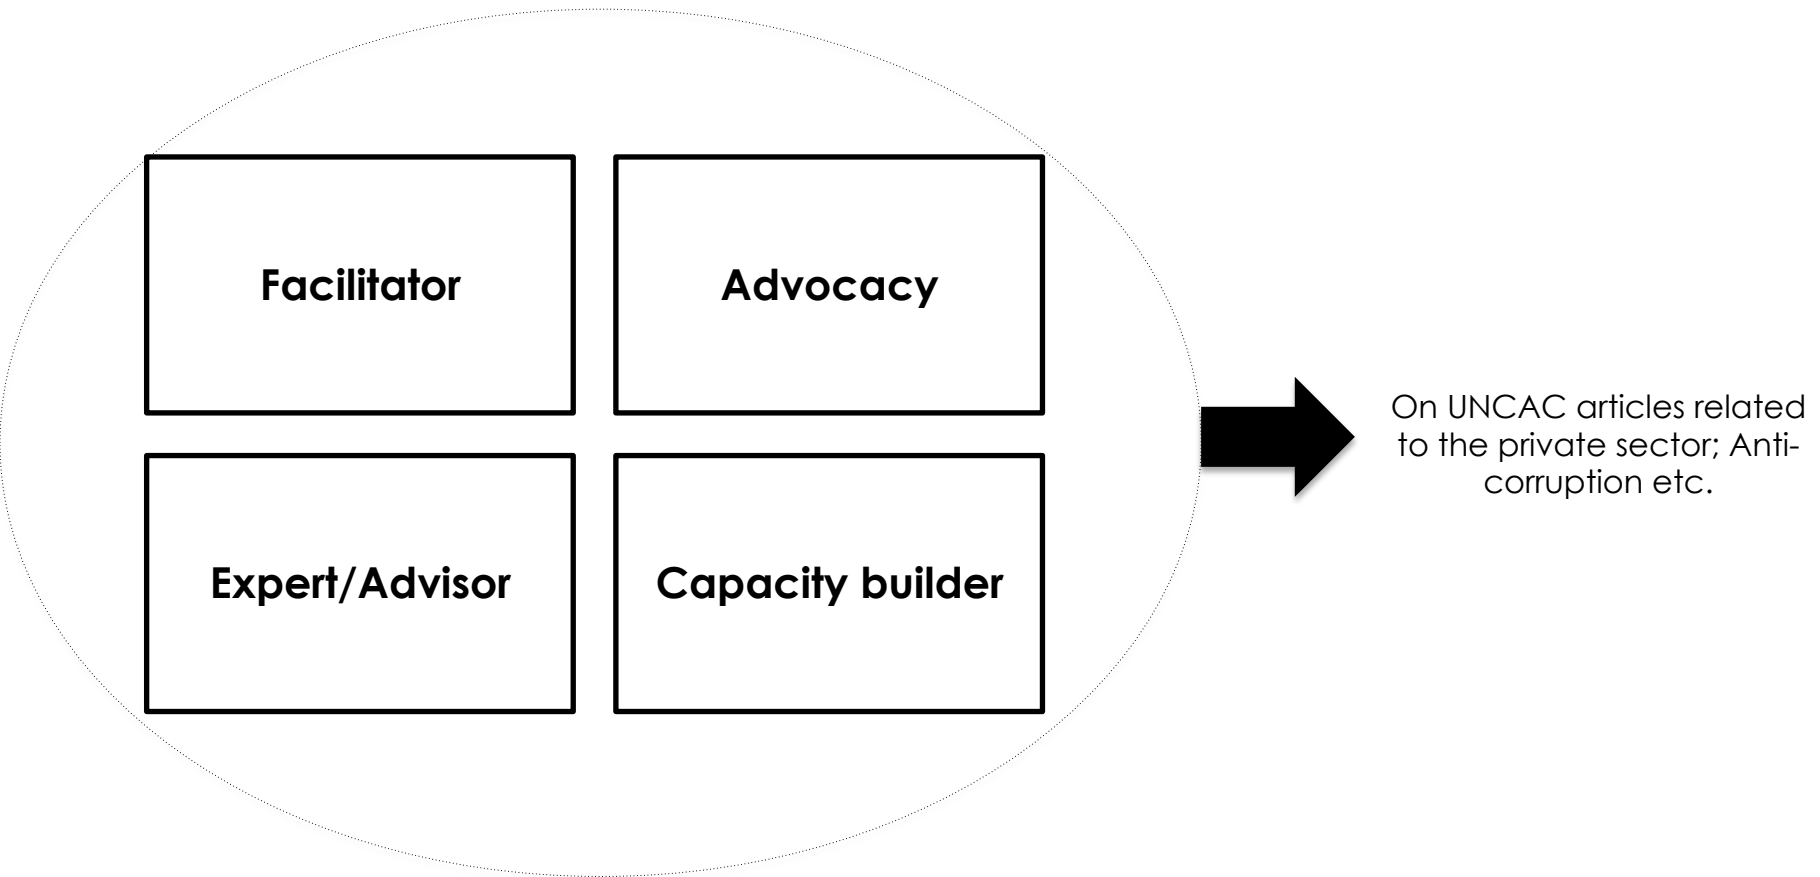 Facilitator
Advocacy
Expert/Advisor
Capacity builder
On UNCAC articles related
to the private sector; Anti-
corruption etc.